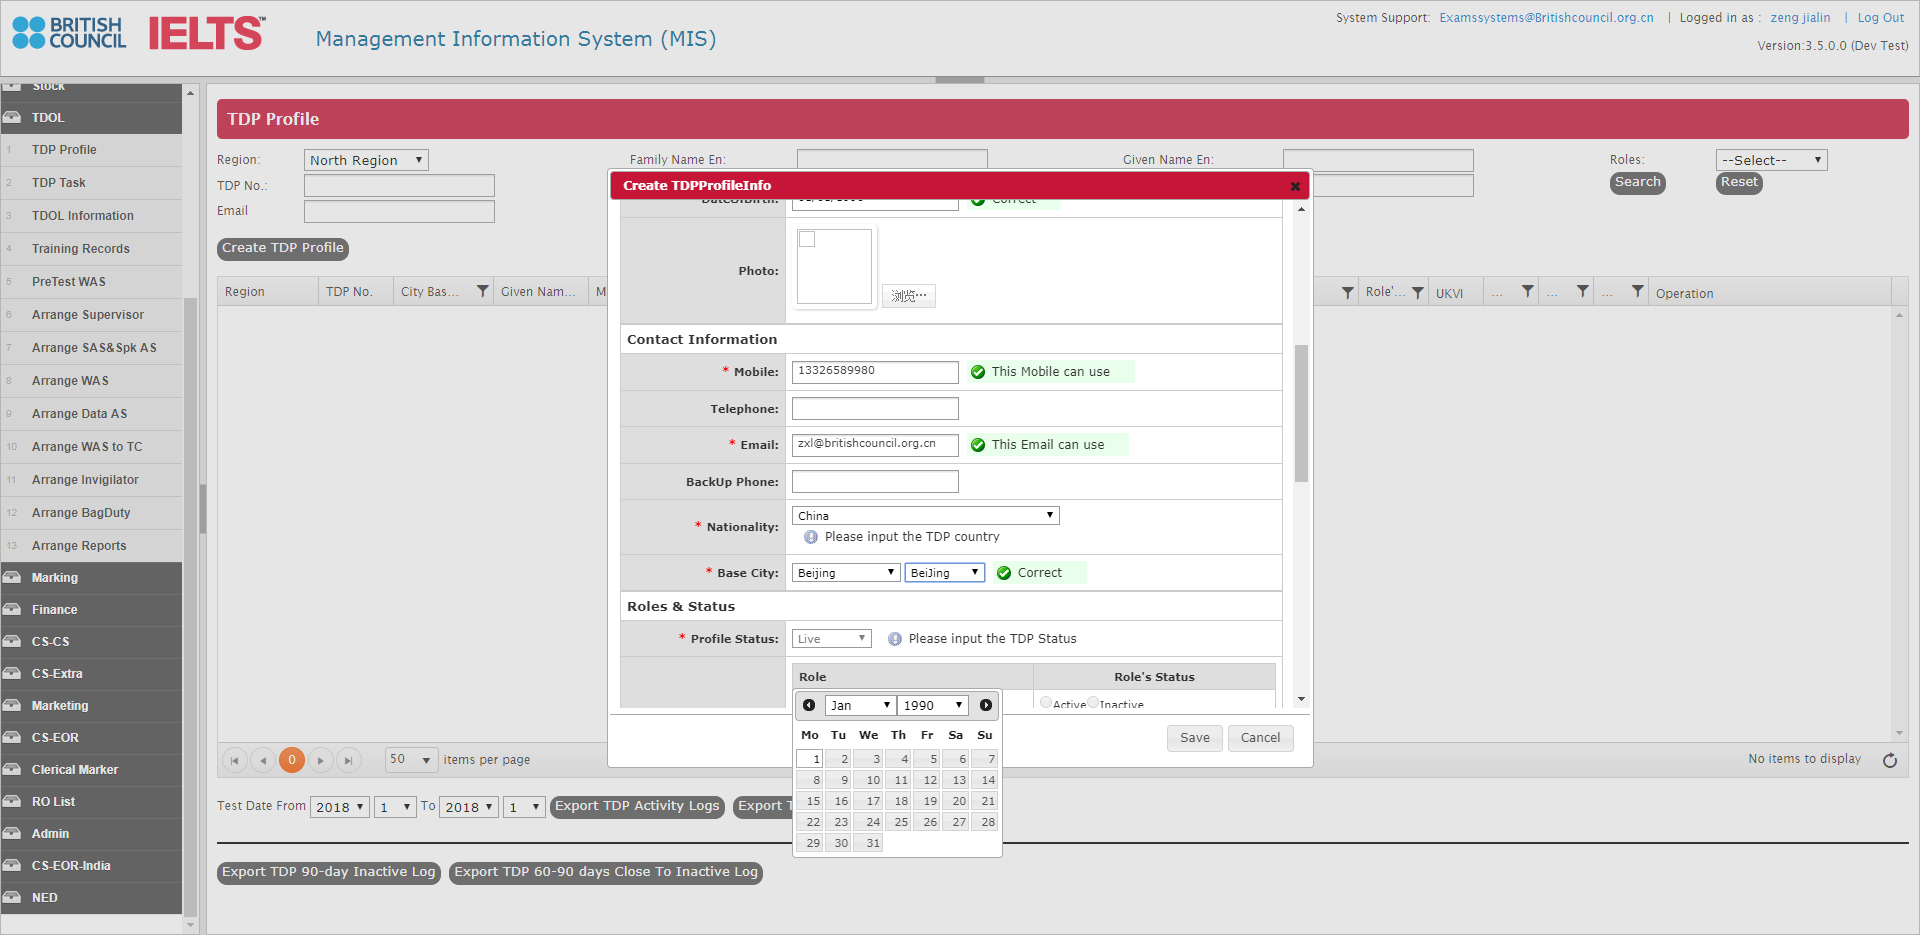 BRITISH COUNCIL
IELTS™
Management Information System (MIS)
System Support: Examssystems@Britishcouncil.org.cn | Logged in as : zeng jialin | Log Out
Version:3.5.0.0 (Dev Test)
Stock
TDOL
1 TDP Profile
2 TDP Task
3 TDOL Information
4 Training Records
5 PreTest WAS
6 Arrange Supervisor
7 Arrange SAS&Spk AS
8 Arrange WAS
9 Arrange Data AS
10 Arrange WAS to TC
11 Arrange Invigilator
12 Arrange BagDuty
13 Arrange Reports
Marking
Finance
CS-CS
CS-Extra
Marketing
CS-EOR
Clerical Marker
RO List
Admin
CS-EOR-India
NED
TDP Profile
Region: North Region Family Name En: Given Name En: Roles: --Select--
TDP No.: Search Reset
Email
Create TDP Profile
Region TDP No. City Bas... Given Nam... M Role'... UKVI ... ... ... Operation
Create TDPProfileInfo
DateOfBirth: Correct
Photo: 浏览…
Contact Information
* Mobile: 13326589980 This Mobile can use
Telephone:
* Email: zxl@britishcouncil.org.cn This Email can use
BackUp Phone:
* Nationality: China
Please input the TDP country
* Base City: Beijing BeiJing Correct
Roles & Status
* Profile Status: Live Please input the TDP Status
Role Role's Status
Active Inactive
Jan 1990
Mo Tu We Th Fr Sa Su
1 2 3 4 5 6 7
8 9 10 11 12 13 14
15 16 17 18 19 20 21
22 23 24 25 26 27 28
29 30 31
Save Cancel
0 50 items per page No items to display
Test Date From 2018 1 To 2018 1 Export TDP Activity Logs Export T
Export TDP 90-day Inactive Log Export TDP 60-90 days Close To Inactive Log